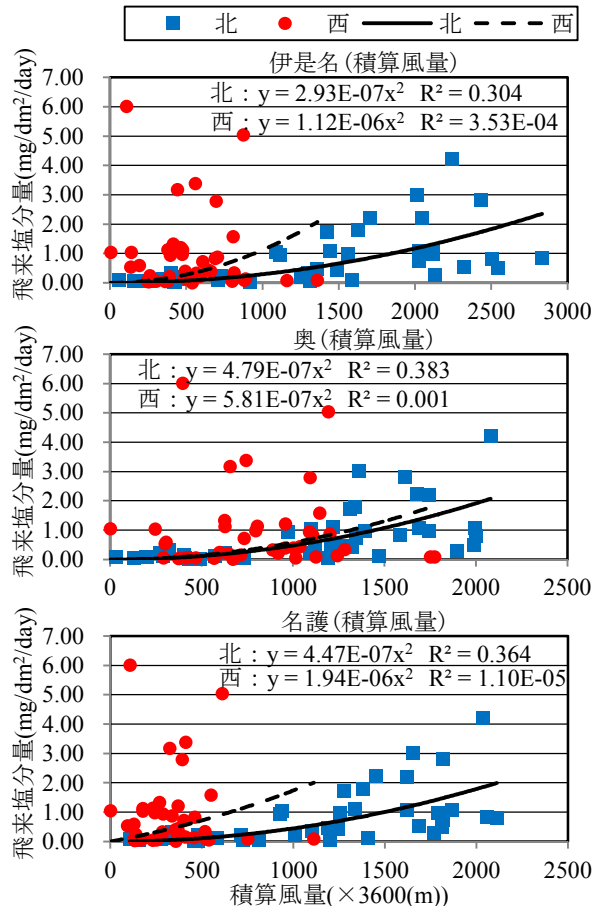 北 西 北 西
伊是名(積算風量)
7.00
6.00
5.00
4.00
3.00
2.00
1.00
0.00
飛来塩分量(mg/dm²/day)
北：y = 2.93E-07x² R² = 0.304
西：y = 1.12E-06x² R² = 3.53E-04
0 500 1000 1500 2000 2500 3000
奥(積算風量)
7.00
6.00
5.00
4.00
3.00
2.00
1.00
0.00
飛来塩分量(mg/dm²/day)
北：y = 4.79E-07x² R² = 0.383
西：y = 5.81E-07x² R² = 0.001
0 500 1000 1500 2000 2500
名護(積算風量)
7.00
6.00
5.00
4.00
3.00
2.00
1.00
0.00
飛来塩分量(mg/dm²/day)
北：y = 4.47E-07x² R² = 0.364
西：y = 1.94E-06x² R² = 1.10E-05
0 500 1000 1500 2000 2500
積算風量(×3600(m))